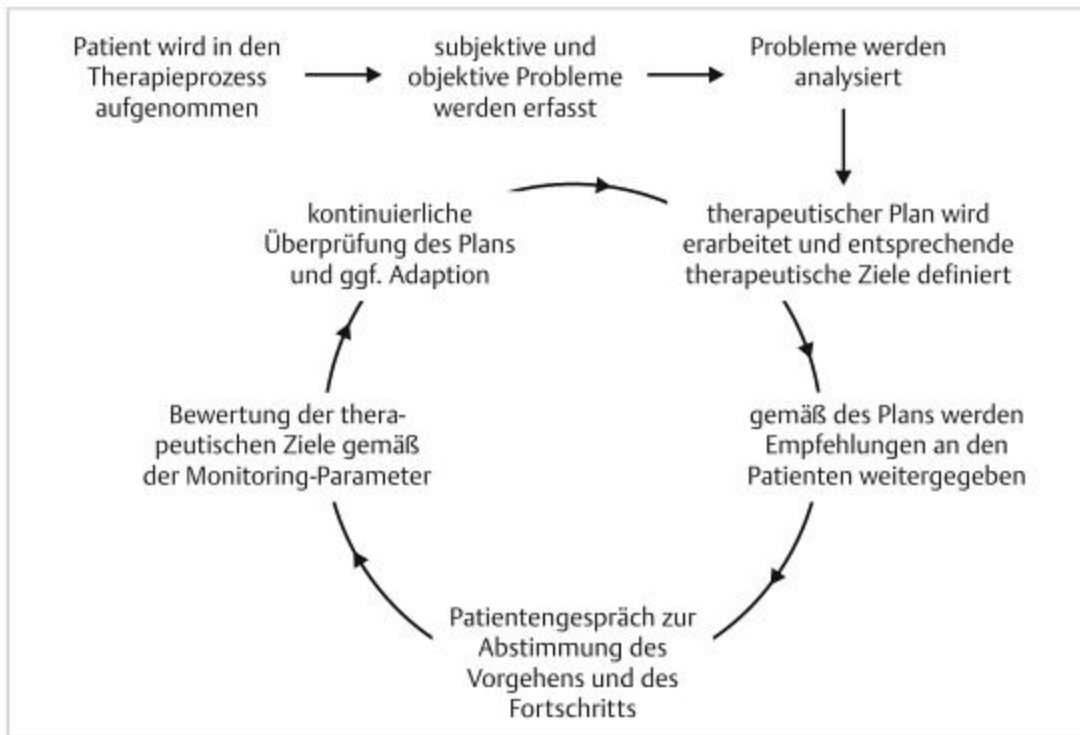 Patient wird in den
Therapieprozess
aufgenommen
subjektive und
objektive Probleme
werden erfasst
Probleme werden
analysiert
therapeutischer Plan wird
erarbeitet und entsprechende
therapeutische Ziele definiert
gemäß des Plans werden
Empfehlungen an den
Patienten weitergegeben
Patientengespräch zur
Abstimmung des
Vorgehens und des
Fortschritts
Bewertung der thera-
peutischen Ziele gemäß
der Monitoring-Parameter
kontinuierliche
Überprüfung des Plans
und ggf. Adaption